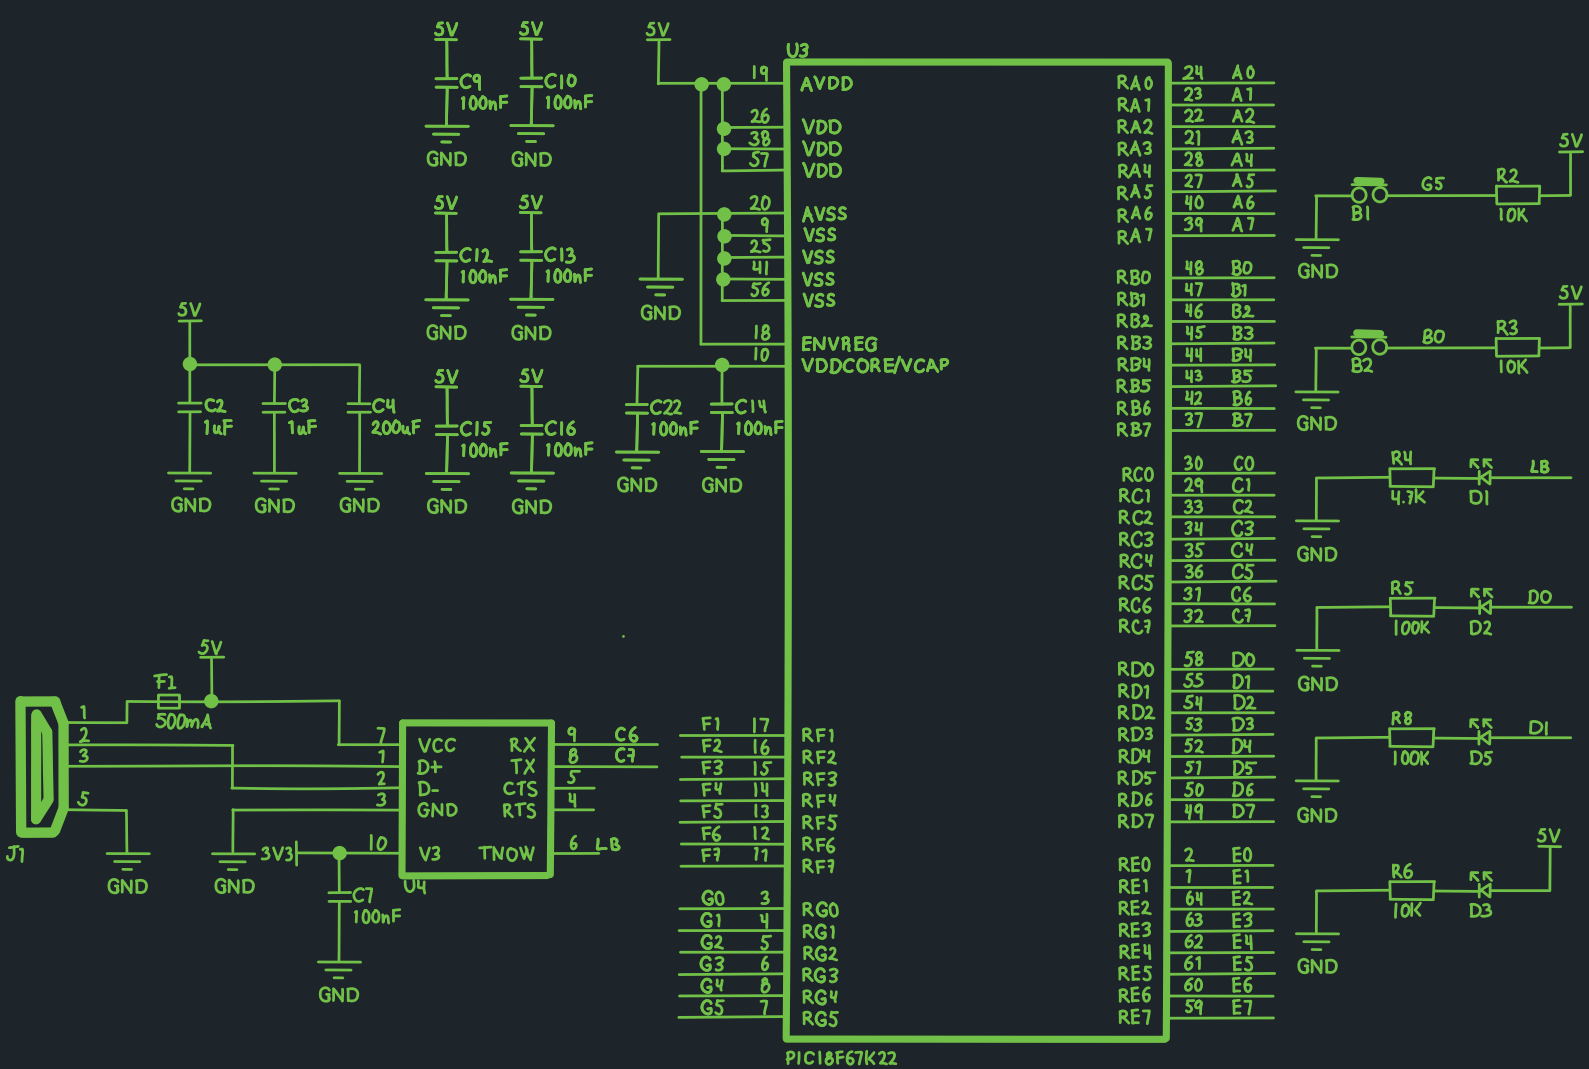 5V
C9
100nF
GND
5V
C10
100nF
GND
5V
C12
100nF
GND
5V
C13
100nF
GND
5V
C15
100nF
GND
5V
C16
100nF
GND
5V
C2
1uF
GND
C3
1uF
GND
C4
200uF
GND
5V
GND
C22
100nF
GND
C14
100nF
GND
U3
19 AVDD
26 VDD
38 VDD
57 VDD
20 AVSS
9 VSS
25 VSS
41 VSS
56 VSS
18 ENVREG
10 VDDCORE/VCAP
F1 17 RF1
F2 16 RF2
F3 15 RF3
F4 14 RF4
F5 13 RF5
F6 12 RF6
F7 11 RF7
G0 3 RG0
G1 4 RG1
G2 5 RG2
G3 6 RG3
G4 8 RG4
G5 7 RG5
RA0 24 A0
RA1 23 A1
RA2 22 A2
RA3 21 A3
RA4 28 A4
RA5 27 A5
RA6 40 A6
RA7 39 A7
RB0 48 B0
RB1 47 B1
RB2 46 B2
RB3 45 B3
RB4 44 B4
RB5 43 B5
RB6 42 B6
RB7 37 B7
RC0 30 C0
RC1 29 C1
RC2 33 C2
RC3 34 C3
RC4 35 C4
RC5 36 C5
RC6 31 C6
RC7 32 C7
RD0 58 D0
RD1 55 D1
RD2 54 D2
RD3 53 D3
RD4 52 D4
RD5 51 D5
RD6 50 D6
RD7 49 D7
RE0 2 E0
RE1 1 E1
RE2 64 E2
RE3 63 E3
RE4 62 E4
RE5 61 E5
RE6 60 E6
RE7 59 E7
PIC18F67K22
5V
G5
R2
B1
10K
GND
5V
B0
R3
B2
10K
GND
R4
LB
4.7K
D1
GND
R5
D0
100K
D2
GND
R8
D1
100K
D5
GND
5V
R6
10K
D3
GND
5V
F1
500mA
1
2
3
5
J1
GND
GND
7 VCC
1 D+
2 D-
3 GND
3V3
10 V3
RX 9 C6
TX 8 C7
CTS 5
RTS 4
TNOW 6 LB
U4
C7
100nF
GND